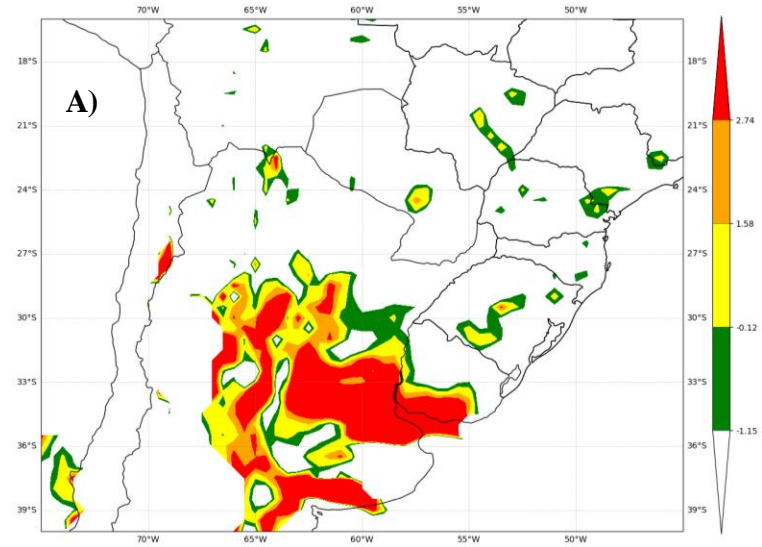 70°W 65°W 60°W 55°W 50°W
18°S 18°S
A)
21°S 21°S 2.74
24°S 24°S 1.58
27°S 27°S
30°S 30°S -0.12
33°S 33°S
36°S 36°S -1.15
39°S 39°S
70°W 65°W 60°W 55°W 50°W